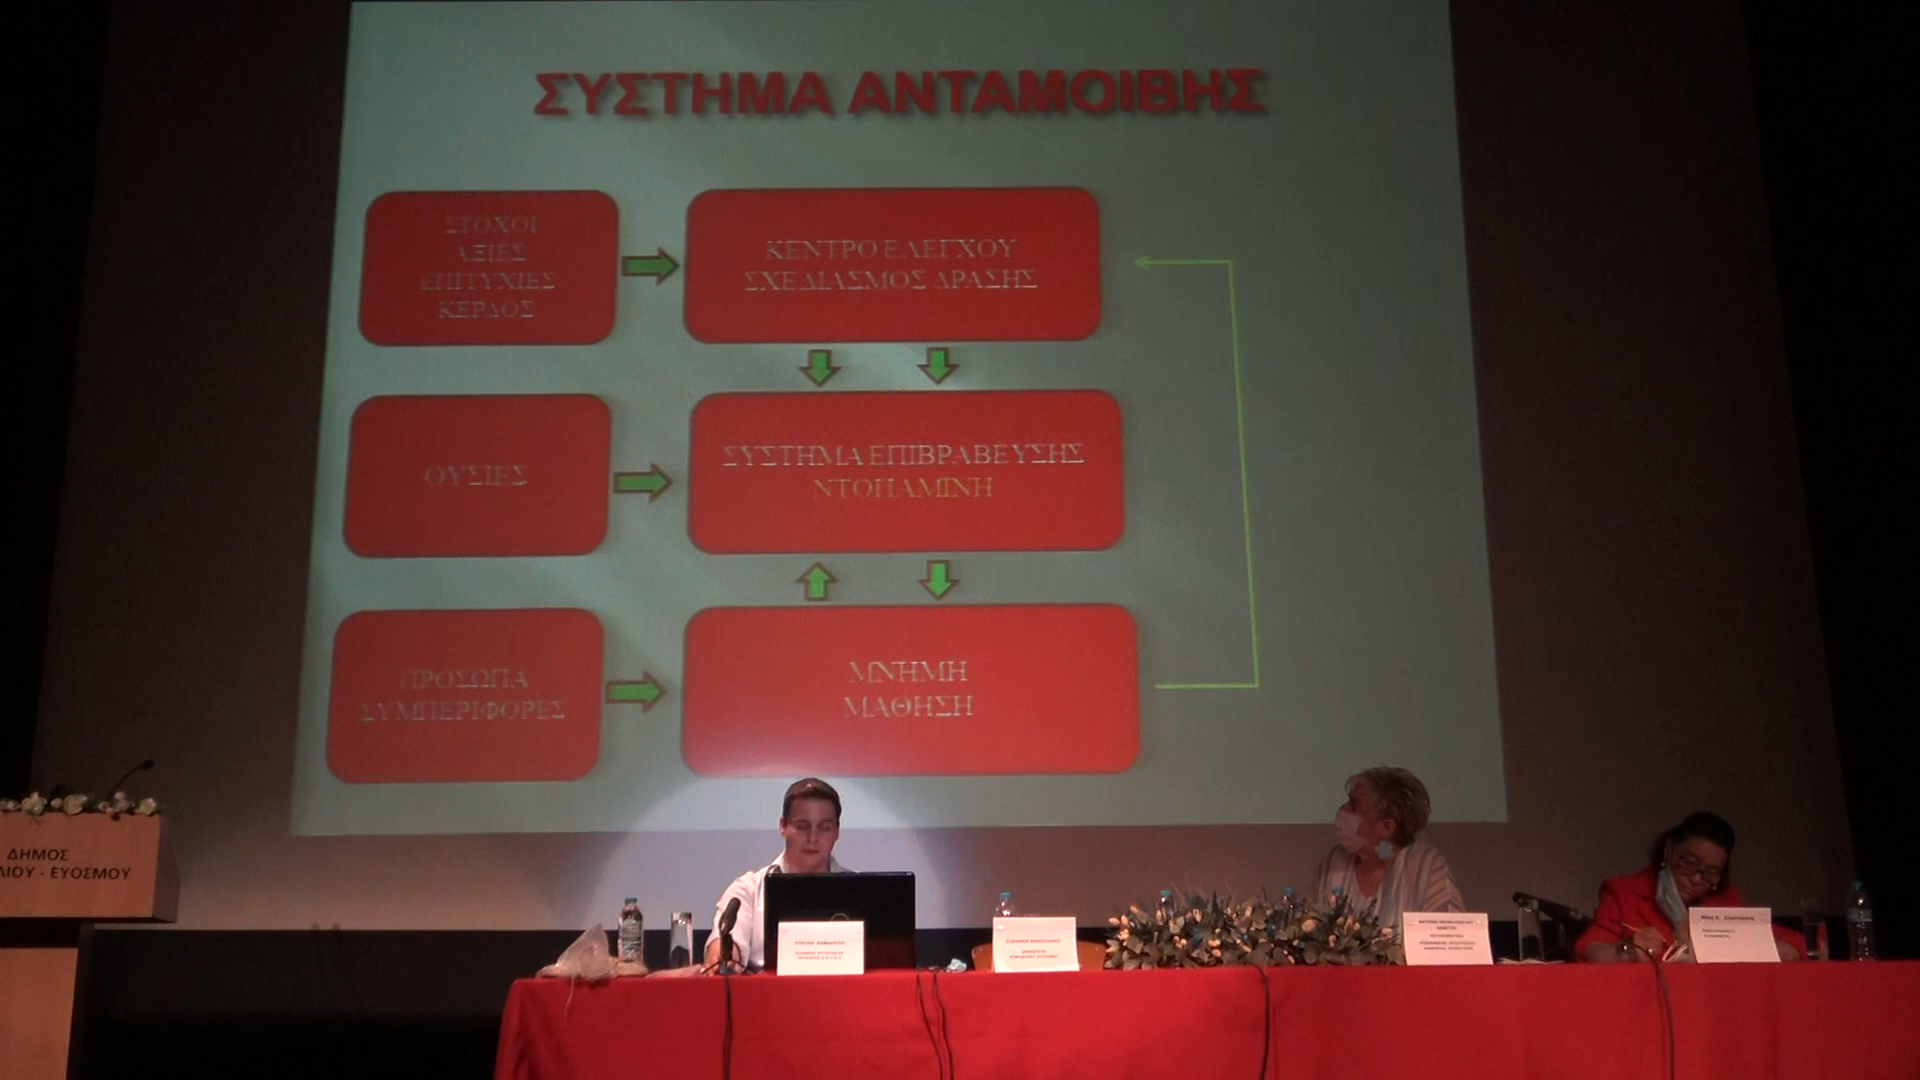 ΣΥΣΤΗΜΑ ΑΝΤΑΜΟΙΒΗΣ
ΣΤΟΧΟΙ
ΑΞΙΕΣ
ΕΠΙΤΥΧΙΕΣ
ΚΕΡΔΟΣ
ΚΕΝΤΡΟ ΕΛΕΓΧΟΥ
ΣΧΕΔΙΑΣΜΟΣ ΔΡΑΣΗΣ
ΟΥΣΙΕΣ
ΣΥΣΤΗΜΑ ΕΠΙΒΡΑΒΕΥΣΗΣ
ΝΤΟΠΑΜΙΝΗ
ΠΡΟΣΩΠΑ
ΣΥΜΠΕΡΙΦΟΡΕΣ
ΜΝΗΜΗ
ΜΑΘΗΣΗ
ΔΗΜΟΣ
ΛΙΟΥ - ΕΥΟΣΜΟΥ